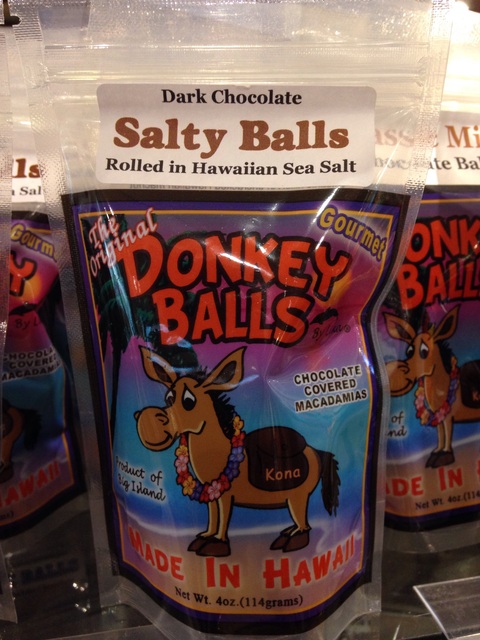 Dark Chocolate
Salty Balls
Rolled in Hawaiian Sea Salt
The Original
Gourmet
DONKEY
BALLS
CHOCOLATE
COVERED
MACADAMIAS
Kona
Product of
Big Island
MADE IN HAWAII
Net Wt. 4oz. (114grams)